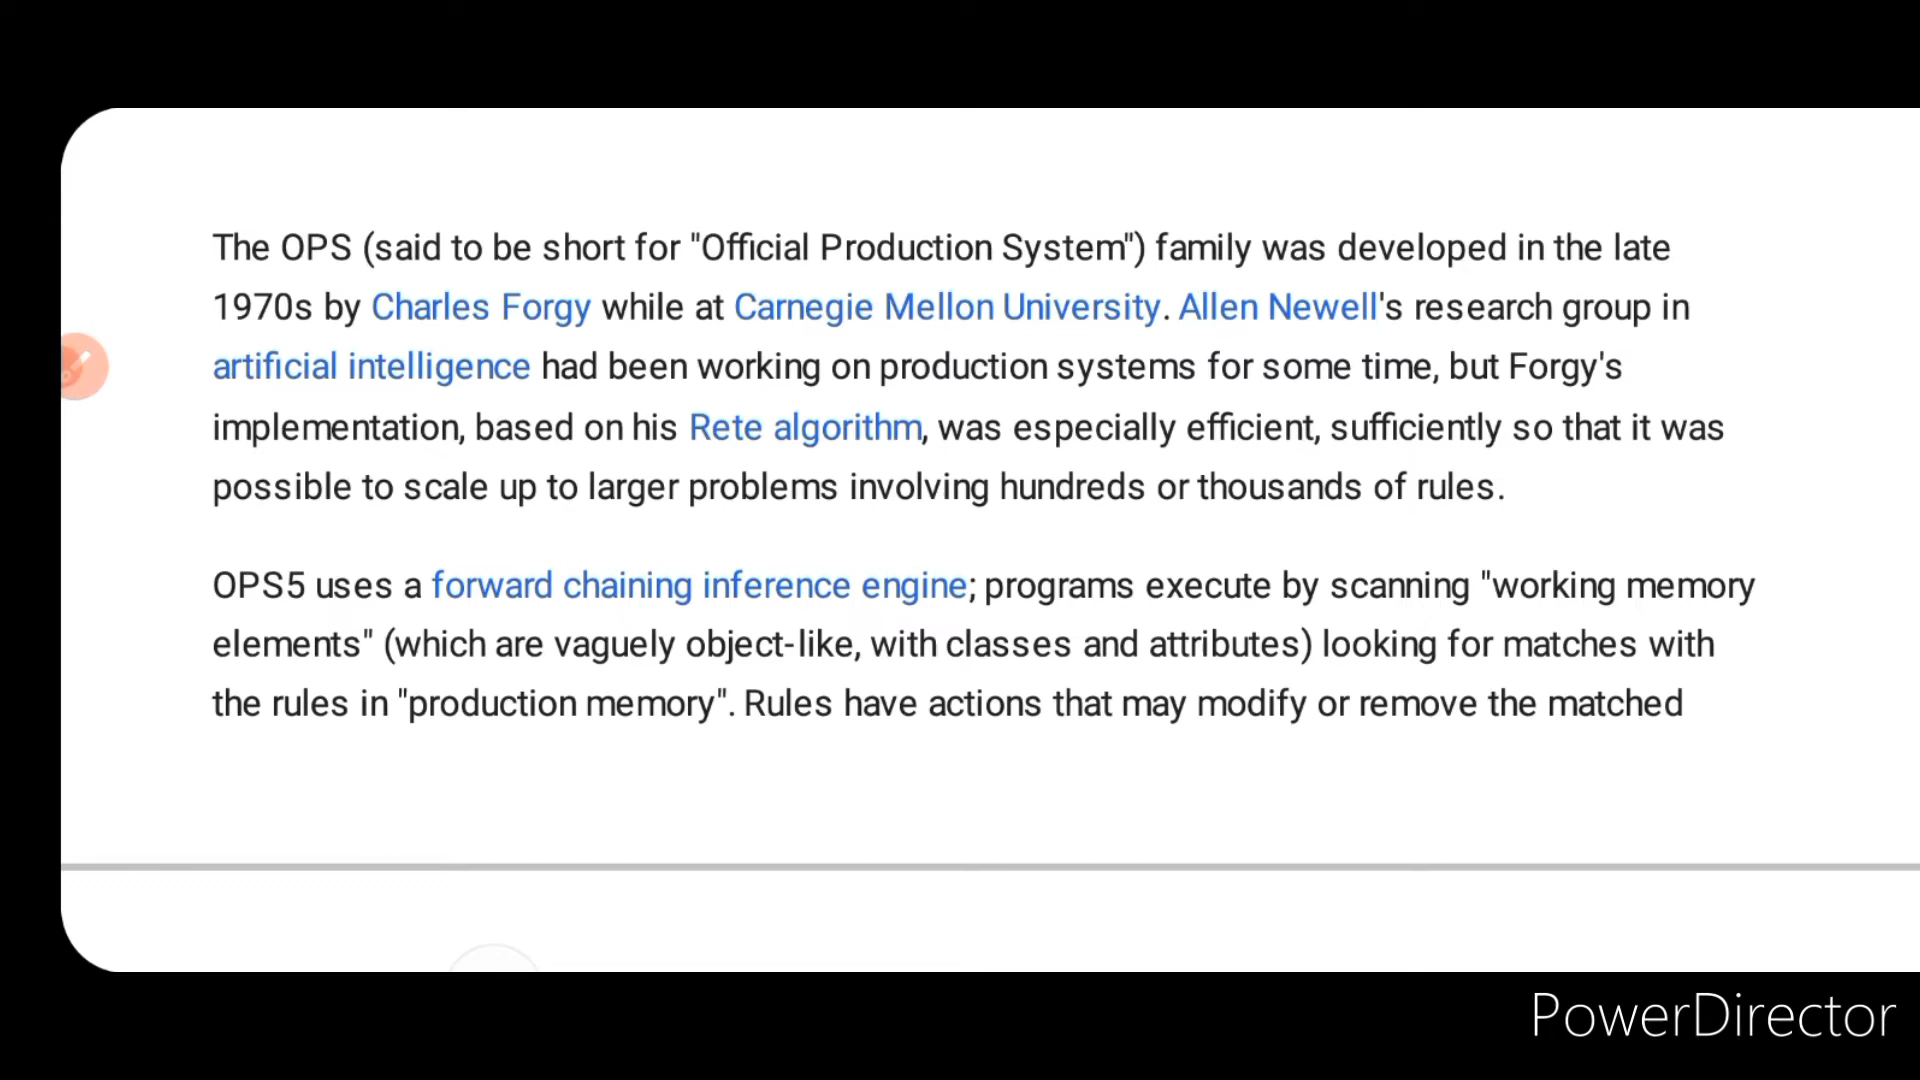 The OPS (said to be short for "Official Production System") family was developed in the late
1970s by Charles Forgy while at Carnegie Mellon University. Allen Newell's research group in
artificial intelligence had been working on production systems for some time, but Forgy's
implementation, based on his Rete algorithm, was especially efficient, sufficiently so that it was
possible to scale up to larger problems involving hundreds or thousands of rules.
OPS5 uses a forward chaining inference engine; programs execute by scanning "working memory
elements" (which are vaguely object-like, with classes and attributes) looking for matches with
the rules in "production memory". Rules have actions that may modify or remove the matched
PowerDirector